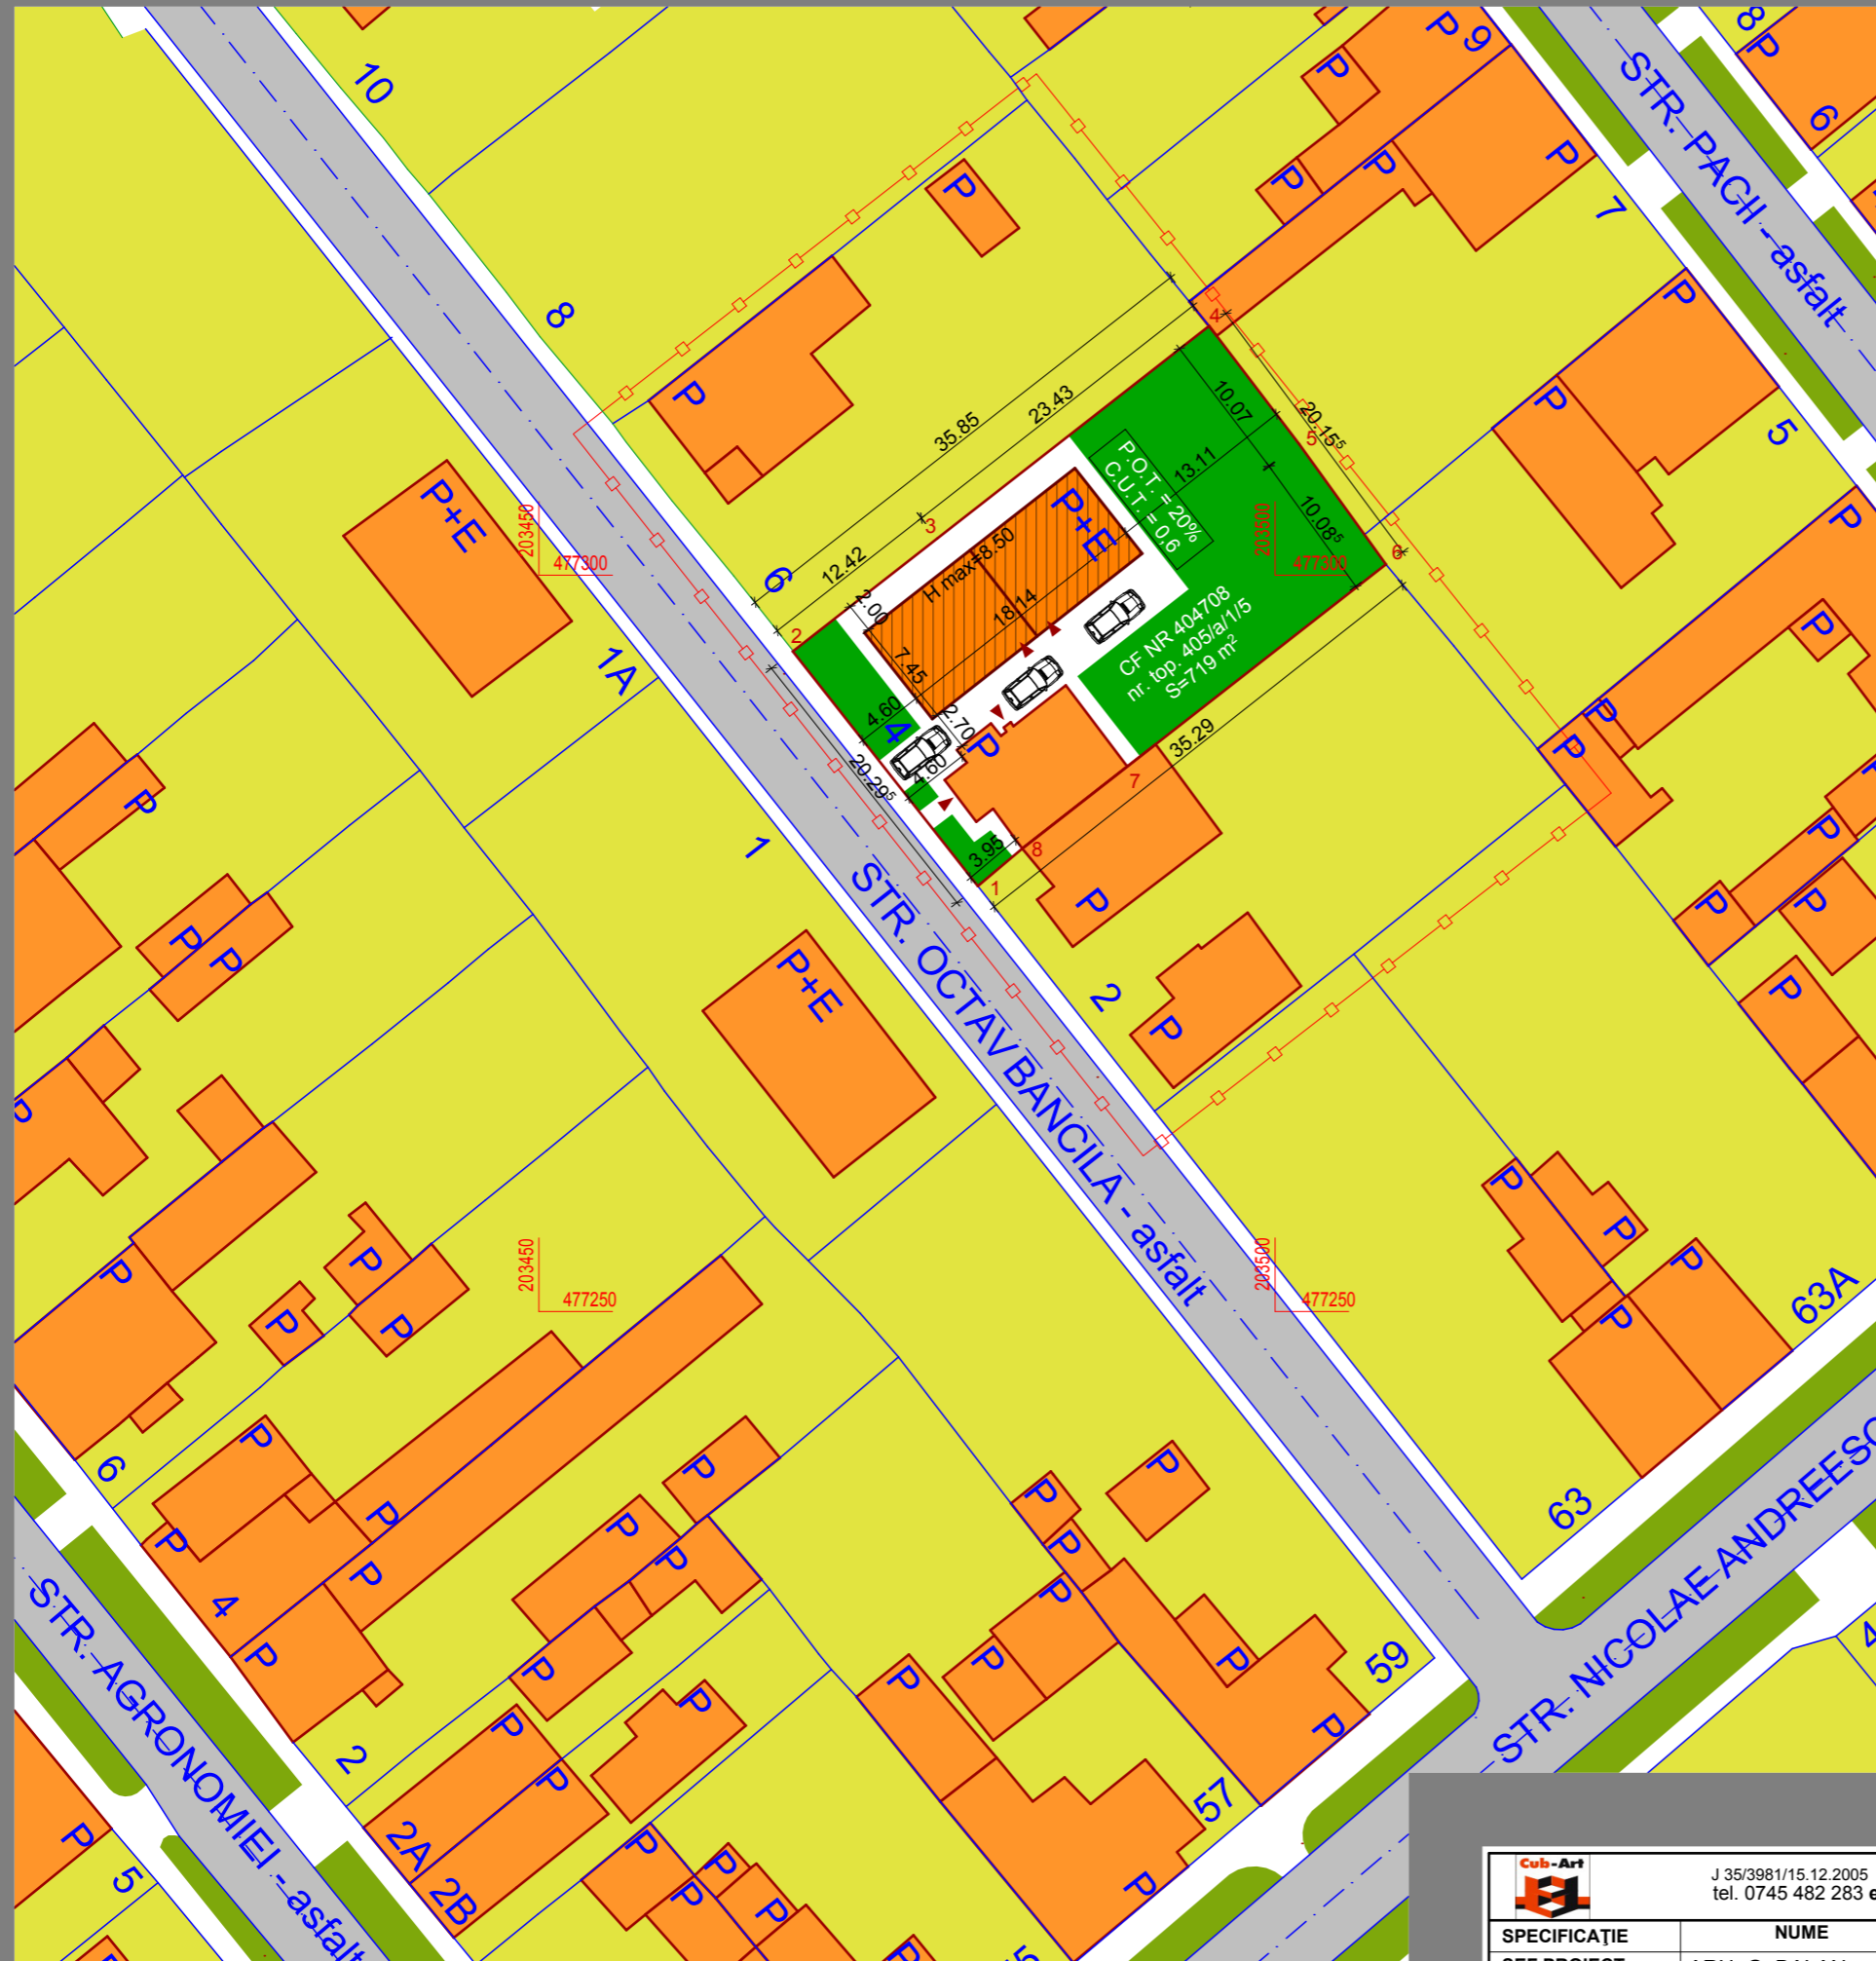 10
8
6
1A
1
2
STR. OCTAV BANCILA - asfalt
STR. PACH - asfalt
STR. AGRONOMIEI - asfalt
9
7
5
8
6
63A
63
59
57
6
4
2
2A
2B
5
P
P
P
P
P
P
P
P
P+E
P+E
P+E
P
P
P
203450
477300
203500
477300
203450
477250
203500
477250
35.85
23.43
12.42
2.00
7.45
4.60
2.70
4.60
20.29⁵
3.95
35.29
18.14
13.11
10.07
10.08⁵
20.15⁵
H max=8.50
P.O.T. = 20%
C.U.T. = 0,6
CF NR 404708
nr. top. 405/a/1/5
S=719 m²
4
1
2
3
4
5
6
7
8
Cub-Art
J 35/3981/15.12.2005
tel. 0745 482 283
SPECIFICAŢIE
NUME